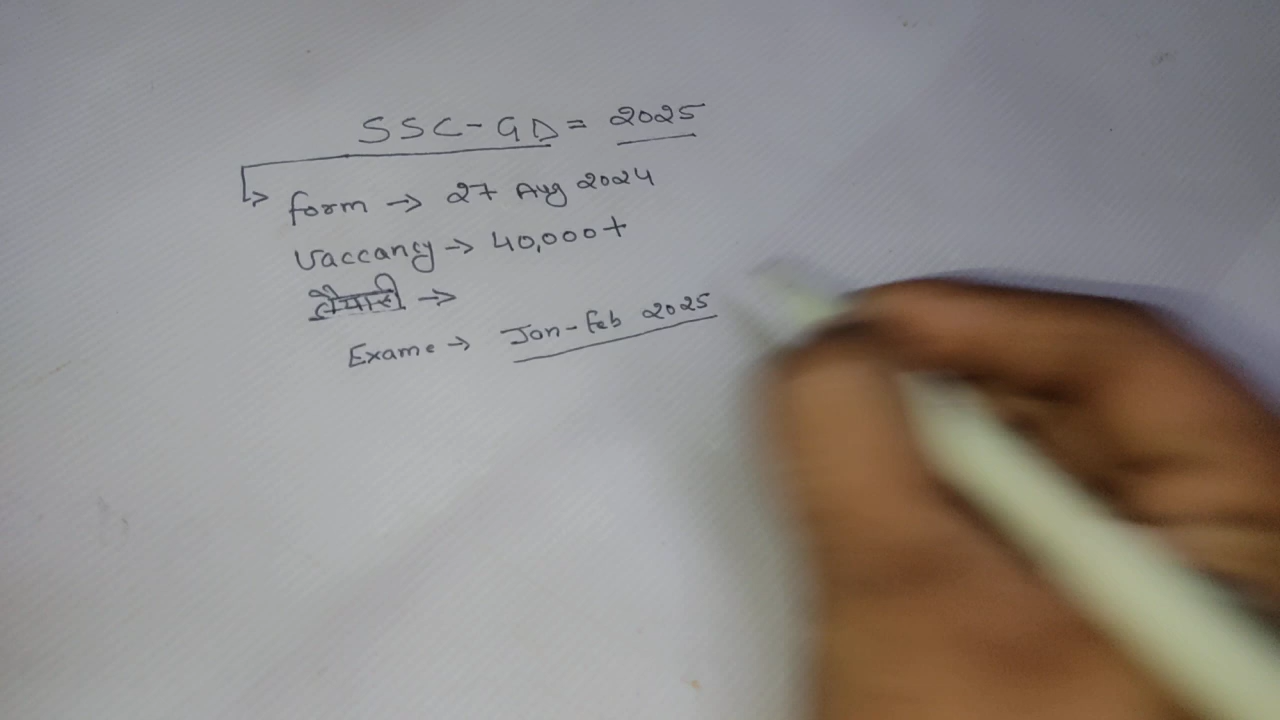 SSC-GD = 2025
↳ form → 27 Aug 2024
Vaccancy → 40,000+
तैयारी →
Exame → Jan-Feb 2025